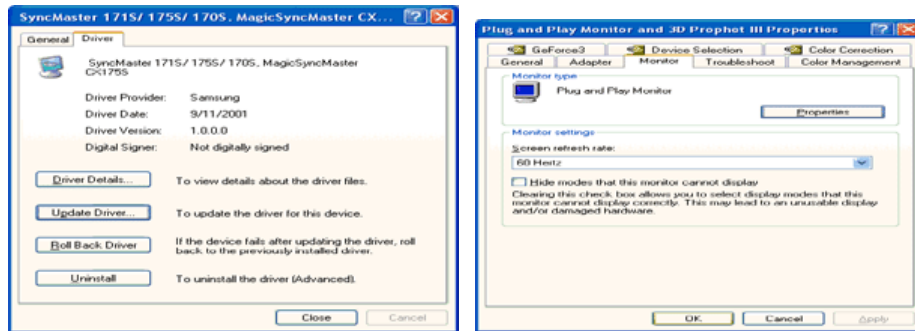 SyncMaster 171S/ 175S/ 170S, MagicSyncMaster CX...
General Driver
SyncMaster 171S/ 175S/ 170S, MagicSyncMaster
CX175S
Driver Provider: Samsung
Driver Date: 9/11/2001
Driver Version: 1.0.0.0
Digital Signer: Not digitally signed
Driver Details... To view details about the driver files.
Update Driver... To update the driver for this device.
Roll Back Driver If the device fails after updating the driver, roll
back to the previously installed driver.
Uninstall To uninstall the driver (Advanced).
Close Cancel
Plug and Play Monitor and 3D Prophet III Properties
GeForce3 Device Selection Color Correction
General Adapter Monitor Troubleshoot Color Management
Monitor type
Plug and Play Monitor
Properties
Monitor settings
Screen refresh rate:
60 Hertz
Hide modes that this monitor cannot display
Clearing this check box allows you to select display modes that this
monitor cannot display correctly. This may lead to an unusable display
and/or damaged hardware.
OK Cancel Apply